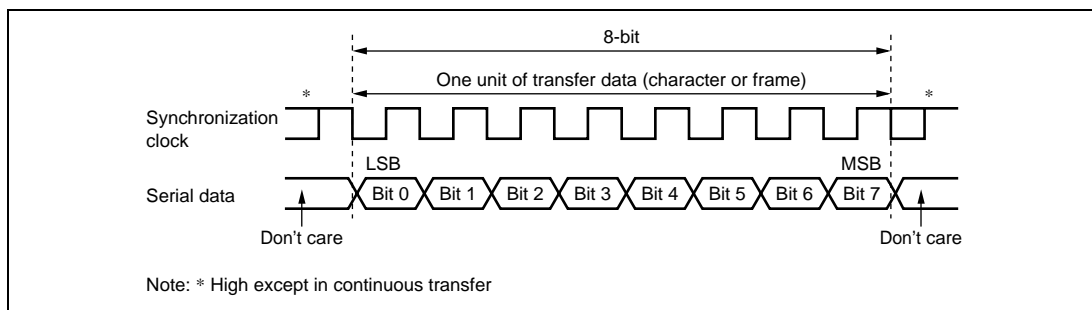 8-bit
One unit of transfer data (character or frame)
* *
Synchronization
clock
LSB MSB
Serial data Bit 0 Bit 1 Bit 2 Bit 3 Bit 4 Bit 5 Bit 6 Bit 7
Don't care Don't care
Note: * High except in continuous transfer